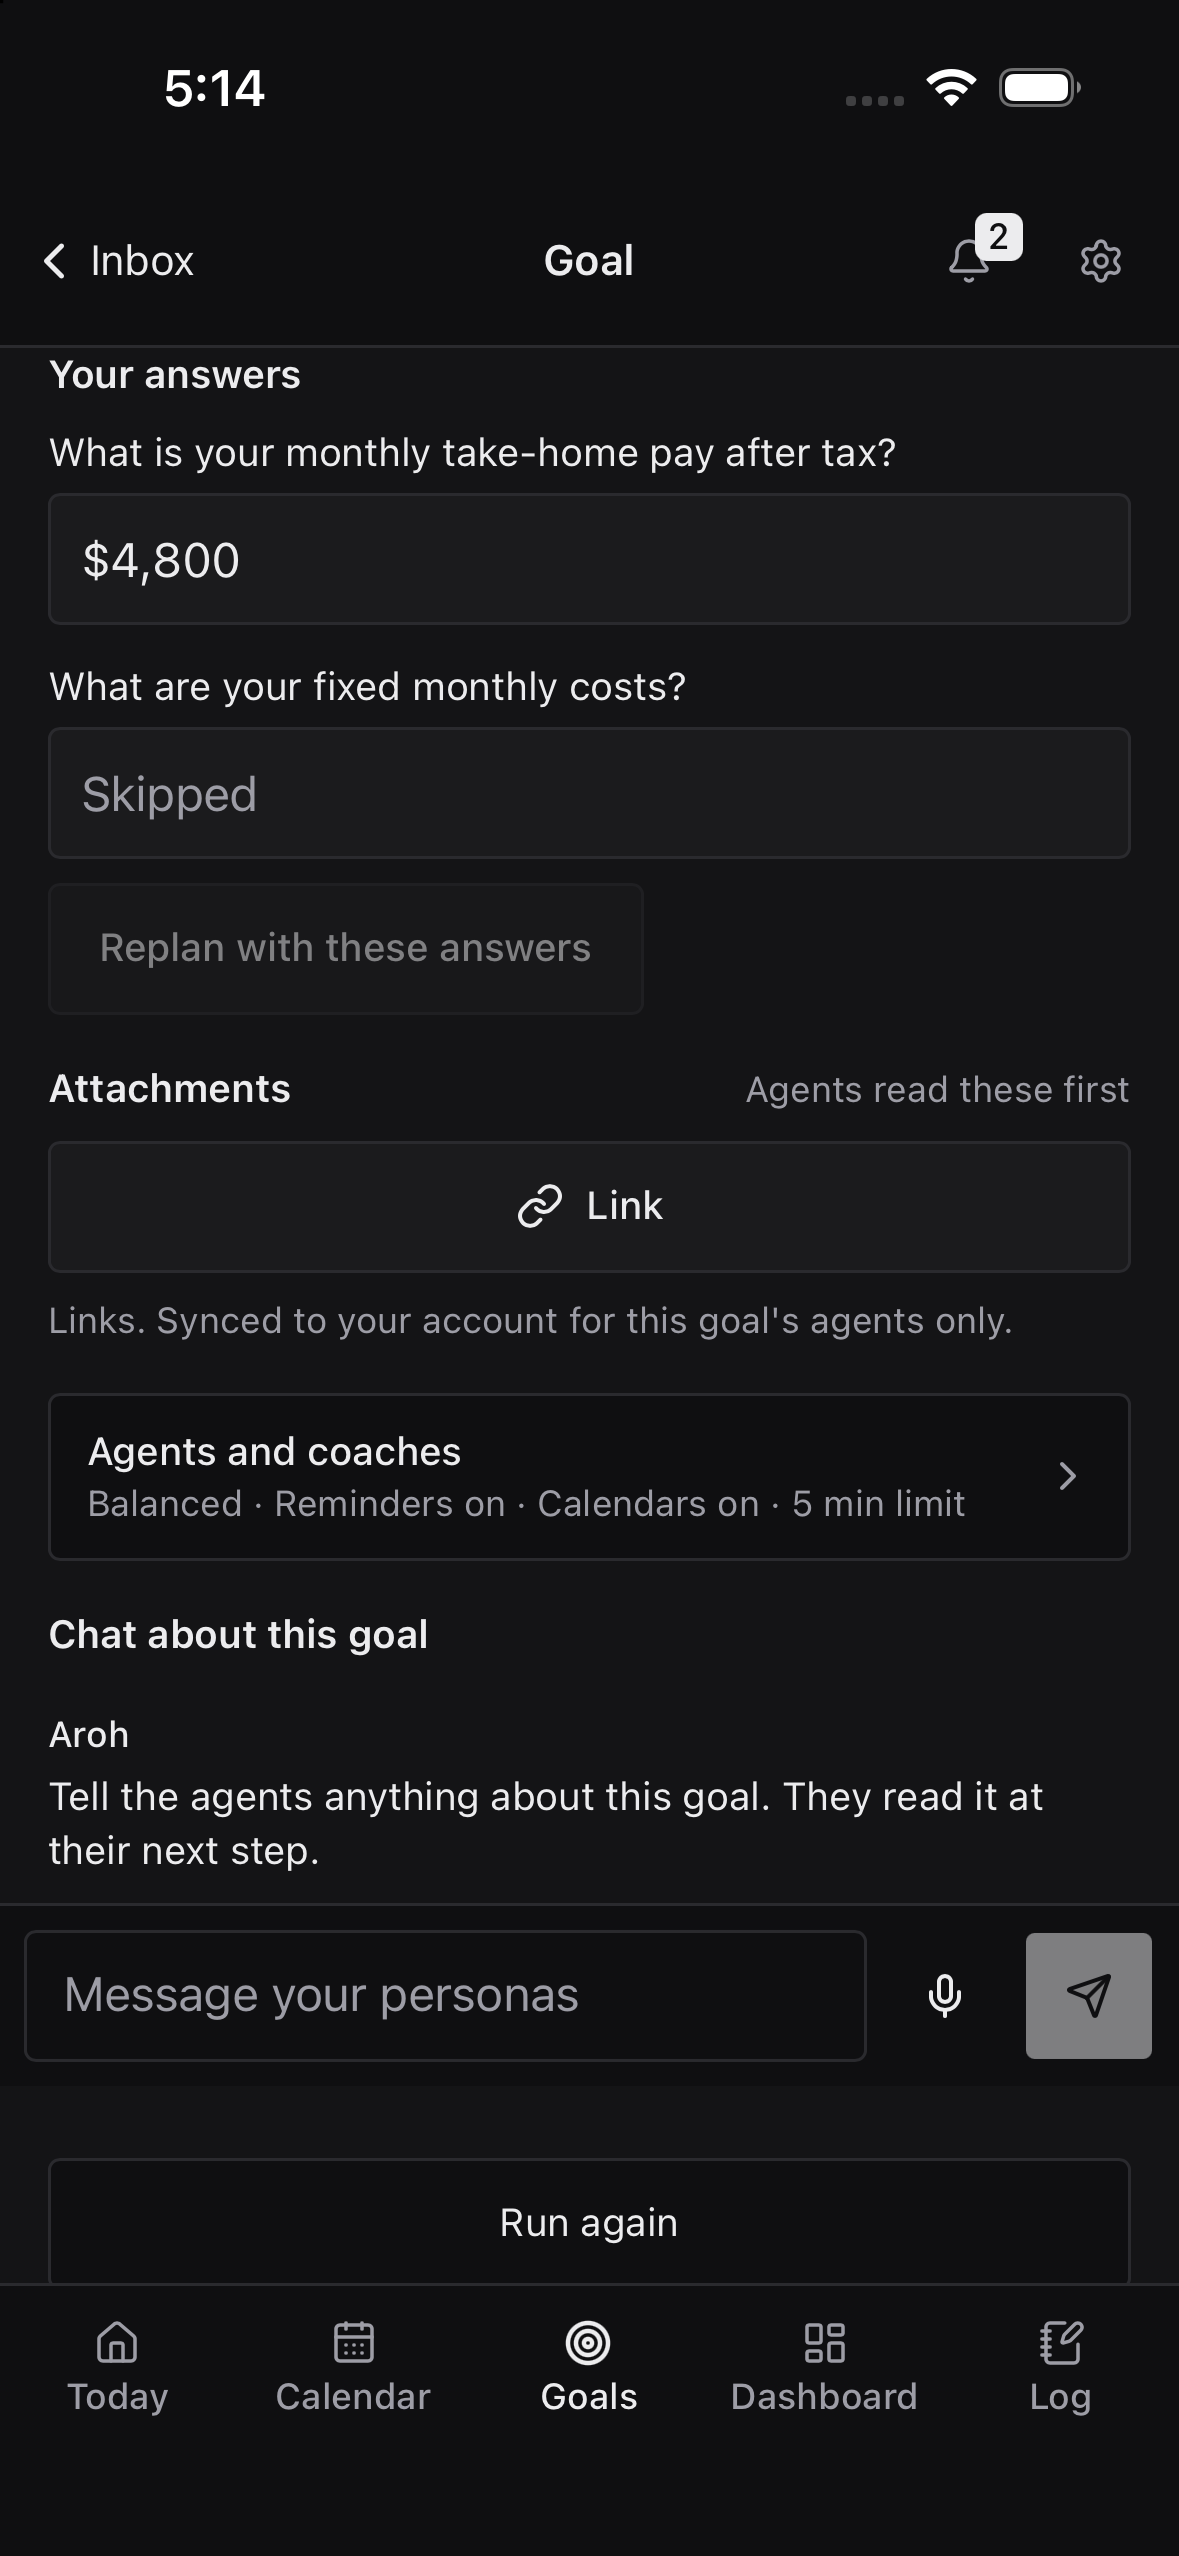 5:14
Inbox
Goal
2
Your answers
What is your monthly take-home pay after tax?
$4,800
What are your fixed monthly costs?
Skipped
Replan with these answers
Attachments
Agents read these first
Link
Links. Synced to your account for this goal's agents only.
Agents and coaches
Balanced · Reminders on · Calendars on · 5 min limit
Chat about this goal
Aroh
Tell the agents anything about this goal. They read it at
their next step.
Message your personas
Run again
Today
Calendar
Goals
Dashboard
Log